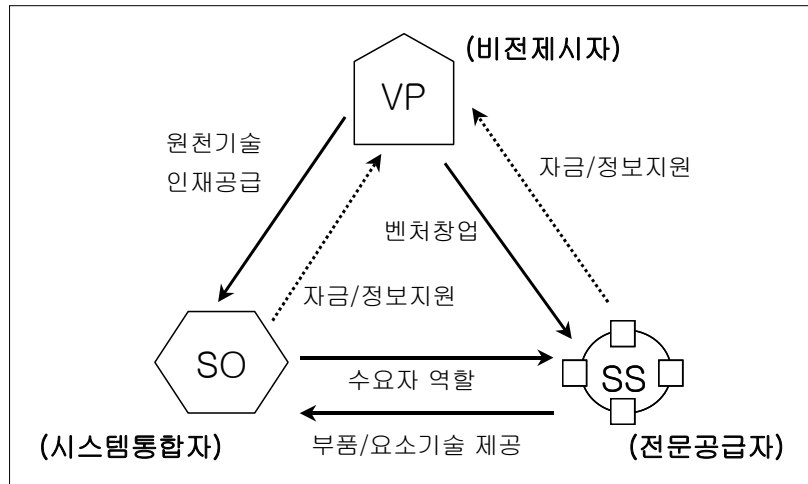 (비전제시자)
VP
원천기술
인재공급
자금/정보지원
벤처창업
자금/정보지원
SO
수요자 역할
SS
(시스템통합자)
부품/요소기술 제공
(전문공급자)